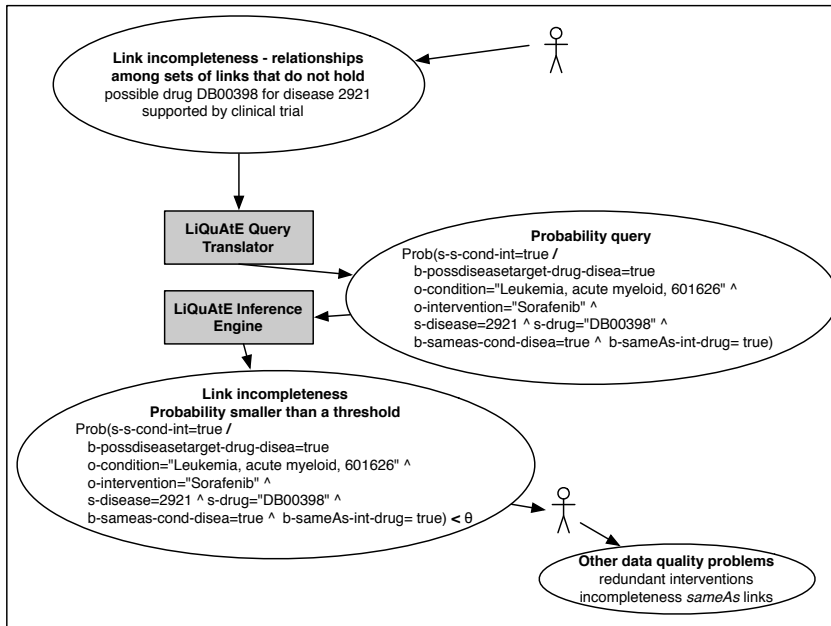 Link incompleteness - relationships
among sets of links that do not hold
possible drug DB00398 for disease 2921
supported by clinical trial
LiQuAtE Query
Translator
Probability query
Prob(s-s-cond-int=true /
b-possdiseasetarget-drug-disea=true
o-condition="Leukemia, acute myeloid, 601626" ^
o-intervention="Sorafenib" ^
s-disease=2921 ^ s-drug="DB00398" ^
b-sameas-cond-disea=true ^ b-sameAs-int-drug= true)
LiQuAtE Inference
Engine
Link incompleteness
Probability smaller than a threshold
Prob(s-s-cond-int=true /
b-possdiseasetarget-drug-disea=true
o-condition="Leukemia, acute myeloid, 601626" ^
o-intervention="Sorafenib" ^
s-disease=2921 ^ s-drug="DB00398" ^
b-sameas-cond-disea=true ^ b-sameAs-int-drug= true) < θ
Other data quality problems
redundant interventions
incompleteness sameAs links